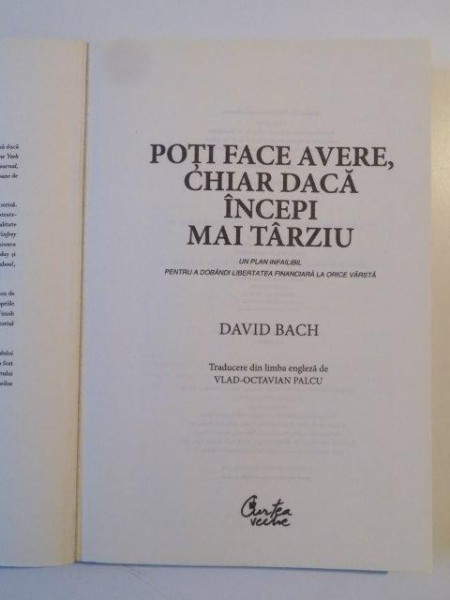 POȚI FACE AVERE,
CHIAR DACĂ
ÎNCEPI
MAI TÂRZIU
UN PLAN INFAILIBIL
PENTRU A DOBÂNDI LIBERTATEA FINANCIARĂ LA ORICE VÂRSTĂ
DAVID BACH
Traducere din limba engleză de
VLAD-OCTAVIAN PALCU
Curtea
veche